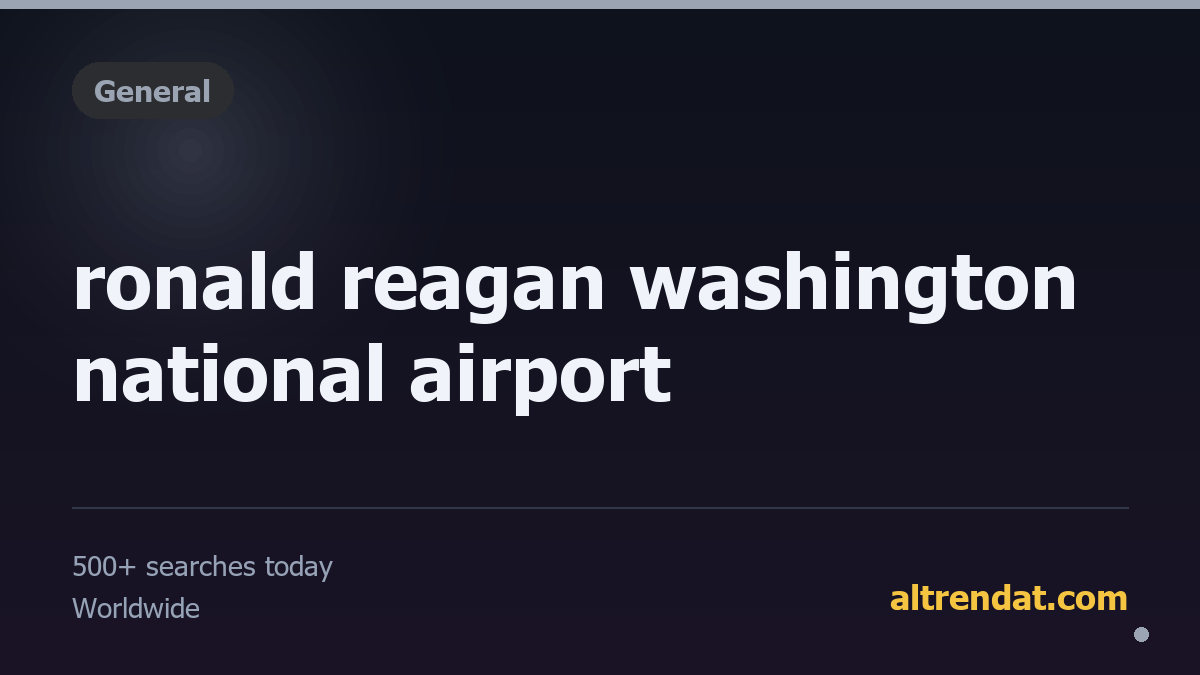 General
ronald reagan washington
national airport
500+ searches today
Worldwide
altrendat.com